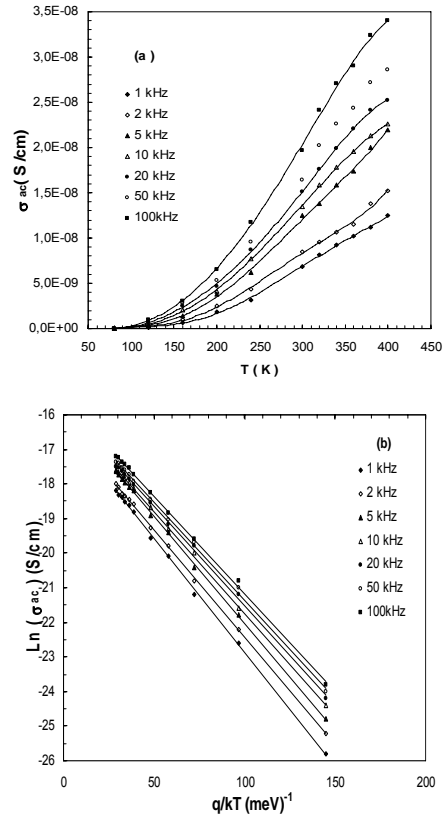 3,5E-08
3,0E-08
2,5E-08
2,0E-08
1,5E-08
1,0E-08
5,0E-09
0,0E+00
σ ac ( S /cm)
(a )
1 kHz
2 kHz
5 kHz
10 kHz
20 kHz
50 kHz
100kHz
50 100 150 200 250 300 350 400 450
T ( K )
-16
-17
-18
-19
-20
-21
-22
-23
-24
-25
-26
Ln ( σ ac ) (S /cm)
(b)
1 kHz
2 kHz
5 kHz
10 kHz
20 kHz
50 kHz
100kHz
0 50 100 150 200
q/kT (meV)-1